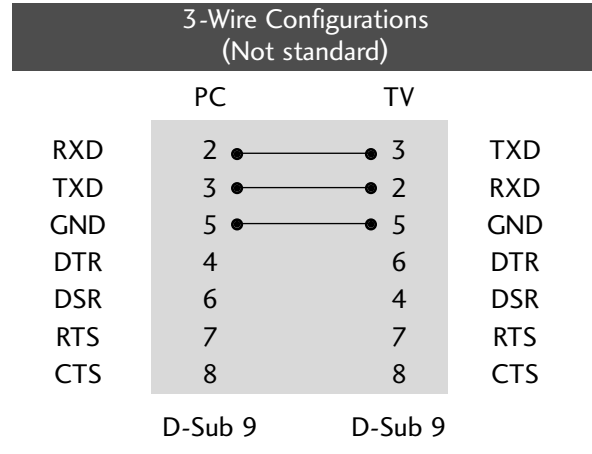 3-Wire Configurations
(Not standard)
PC TV
RXD 2 3 TXD
TXD 3 2 RXD
GND 5 5 GND
DTR 4 6 DTR
DSR 6 4 DSR
RTS 7 7 RTS
CTS 8 8 CTS
D-Sub 9 D-Sub 9